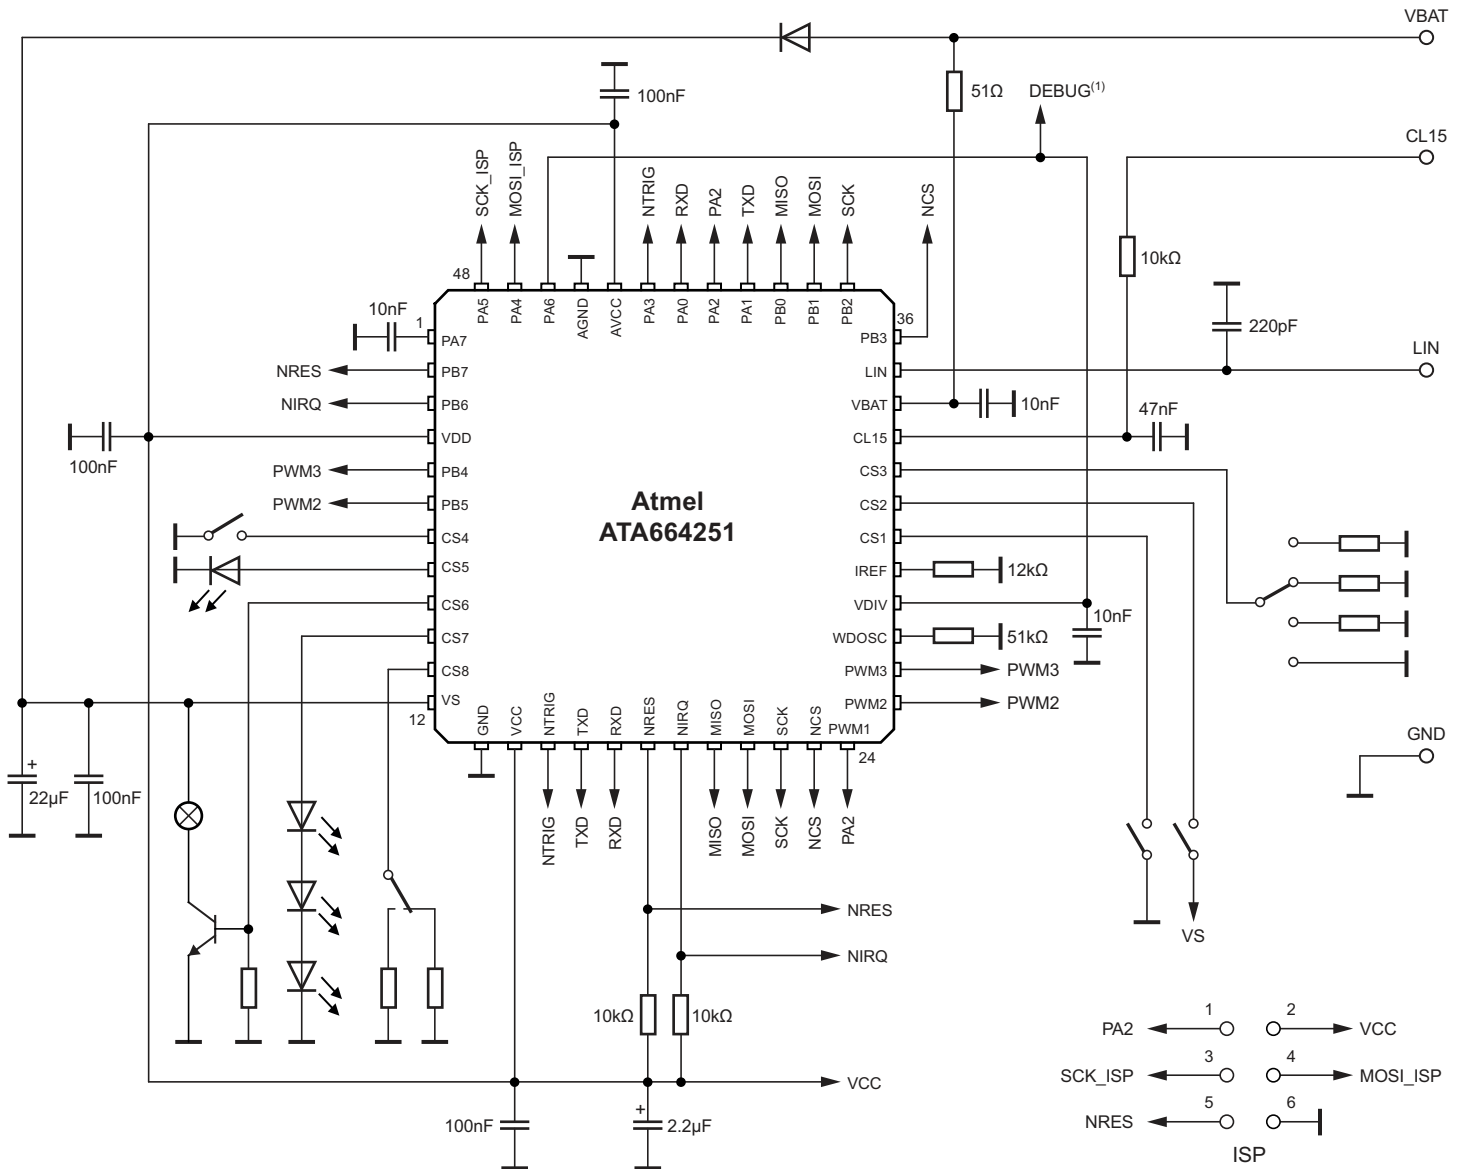 VBAT
100nF
51Ω
DEBUG(1)
CL15
SCK_ISP
MOSI_ISP
NTRIG
RXD
PA2
TXD
MISO
MOSI
SCK
NCS
10kΩ
48
PA5
PA4
PA6
AGND
AVCC
PA3
PA0
PA2
PA1
PB0
PB1
PB2
36
10nF
1
PA7
PB3
220pF
NRES
PB7
LIN
LIN
NIRQ
PB6
VBAT
10nF
47nF
100nF
VDD
CL15
PWM3
PB4
CS3
PWM2
PB5
CS2
Atmel
ATA664251
CS4
CS1
CS5
IREF
12kΩ
CS6
VDIV
10nF
CS7
WDOSC
51kΩ
CS8
PWM3
PWM3
VS
PWM2
PWM2
12
GND
VCC
NTRIG
TXD
RXD
NRES
NIRQ
MISO
MOSI
SCK
NCS
PWM1
24
GND
+
22µF
100nF
NTRIG
TXD
RXD
MISO
MOSI
SCK
NCS
PA2
NRES
VS
NIRQ
10kΩ
10kΩ
1
2
PA2
VCC
3
4
SCK_ISP
MOSI_ISP
VCC
5
6
100nF
+
2.2µF
NRES
ISP